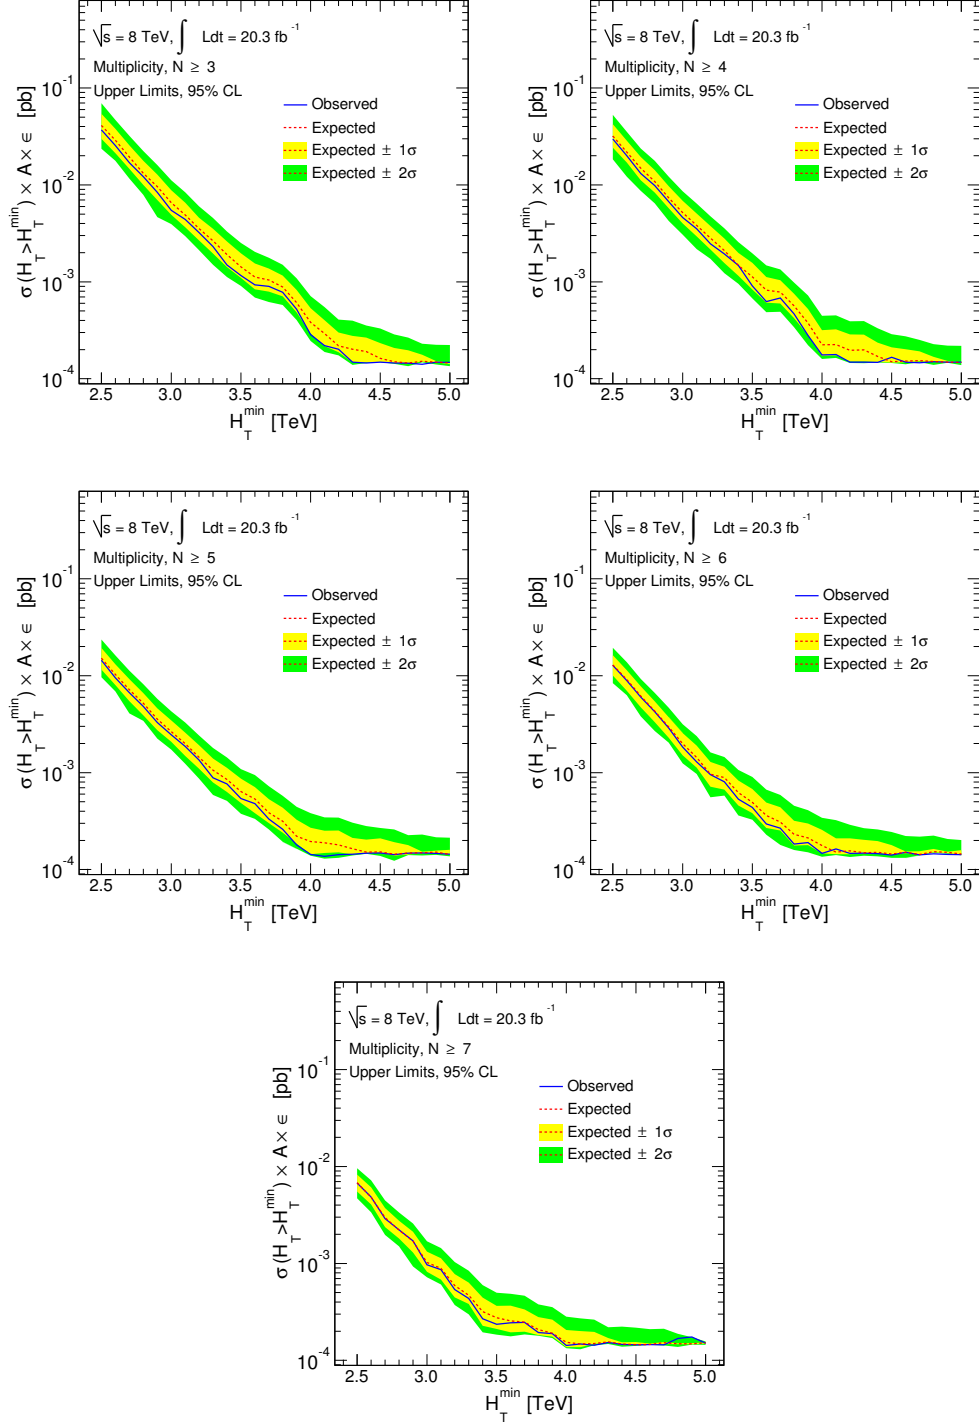 √s = 8 TeV, ∫ Ldt = 20.3 fb⁻¹
Multiplicity, N ≥ 3
Upper Limits, 95% CL
Observed
Expected
Expected ± 1σ
Expected ± 2σ
σ (H_T>H_T^min) × A × ϵ [pb]
10⁻¹
10⁻²
10⁻³
10⁻⁴
2.5 3.0 3.5 4.0 4.5 5.0
H_T^min [TeV]
√s = 8 TeV, ∫ Ldt = 20.3 fb⁻¹
Multiplicity, N ≥ 4
Upper Limits, 95% CL
Observed
Expected
Expected ± 1σ
Expected ± 2σ
σ (H_T>H_T^min) × A × ϵ [pb]
10⁻¹
10⁻²
10⁻³
10⁻⁴
2.5 3.0 3.5 4.0 4.5 5.0
H_T^min [TeV]
√s = 8 TeV, ∫ Ldt = 20.3 fb⁻¹
Multiplicity, N ≥ 5
Upper Limits, 95% CL
Observed
Expected
Expected ± 1σ
Expected ± 2σ
σ (H_T>H_T^min) × A × ϵ [pb]
10⁻¹
10⁻²
10⁻³
10⁻⁴
2.5 3.0 3.5 4.0 4.5 5.0
H_T^min [TeV]
√s = 8 TeV, ∫ Ldt = 20.3 fb⁻¹
Multiplicity, N ≥ 6
Upper Limits, 95% CL
Observed
Expected
Expected ± 1σ
Expected ± 2σ
σ (H_T>H_T^min) × A × ϵ [pb]
10⁻¹
10⁻²
10⁻³
10⁻⁴
2.5 3.0 3.5 4.0 4.5 5.0
H_T^min [TeV]
√s = 8 TeV, ∫ Ldt = 20.3 fb⁻¹
Multiplicity, N ≥ 7
Upper Limits, 95% CL
Observed
Expected
Expected ± 1σ
Expected ± 2σ
σ (H_T>H_T^min) × A × ϵ [pb]
10⁻¹
10⁻²
10⁻³
10⁻⁴
2.5 3.0 3.5 4.0 4.5 5.0
H_T^min [TeV]